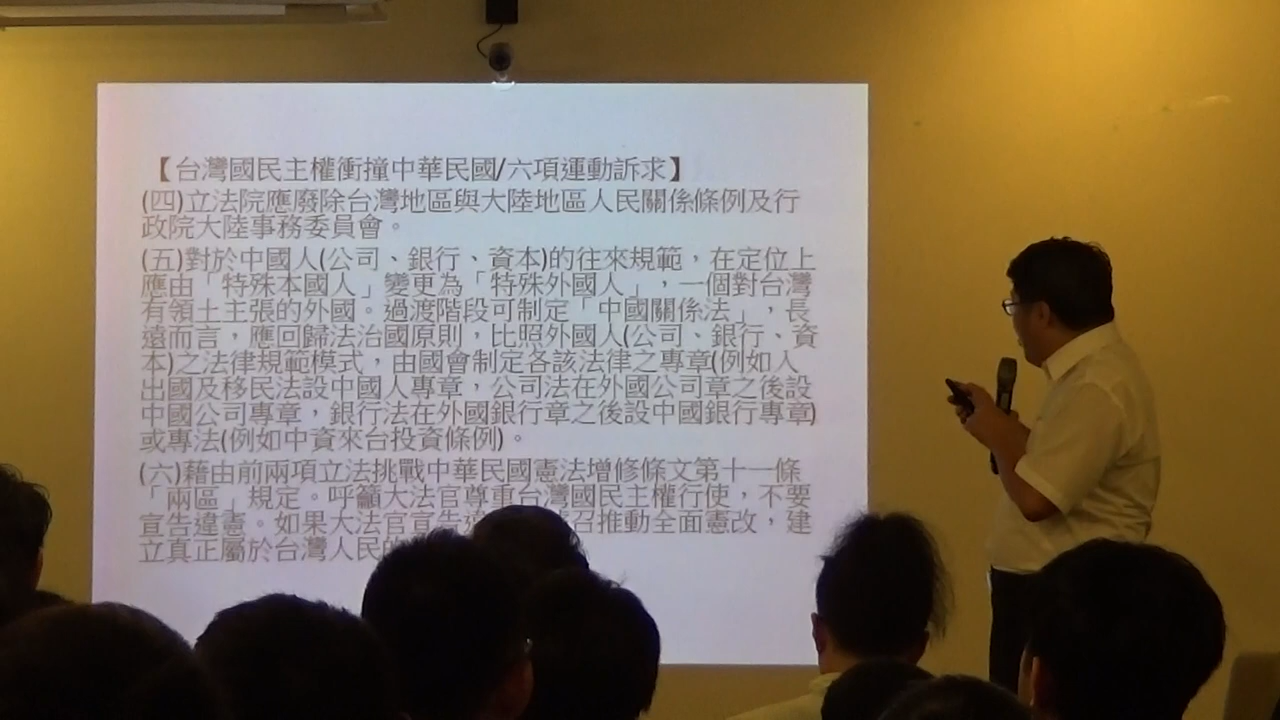 【台灣國民主權衝撞中華民國/六項運動訴求】
(四)立法院應廢除台灣地區與大陸地區人民關係條例及行
政院大陸事務委員會。
(五)對於中國人(公司、銀行、資本)的往來規範，在定位上
應由「特殊本國人」變更為「特殊外國人」，一個對台灣
有領土主張的外國。過渡階段可制定「中國關係法」，長
遠而言，應回歸法治國原則，比照外國人(公司、銀行、資
本)之法律規範模式，由國會制定各該法律之專章(例如入
出國及移民法設中國人專章，公司法在外國公司章之後設
中國公司專章，銀行法在外國銀行章之後設中國銀行專章)
或專法(例如中資來台投資條例)。
(六)藉由前兩項立法挑戰中華民國憲法增修條文第十一條
「兩區」規定。呼籲大法官尊重台灣國民主權行使，不要
宣告違憲。如果大法官宣告 召推動全面憲改，建
立真正屬於台灣人民的